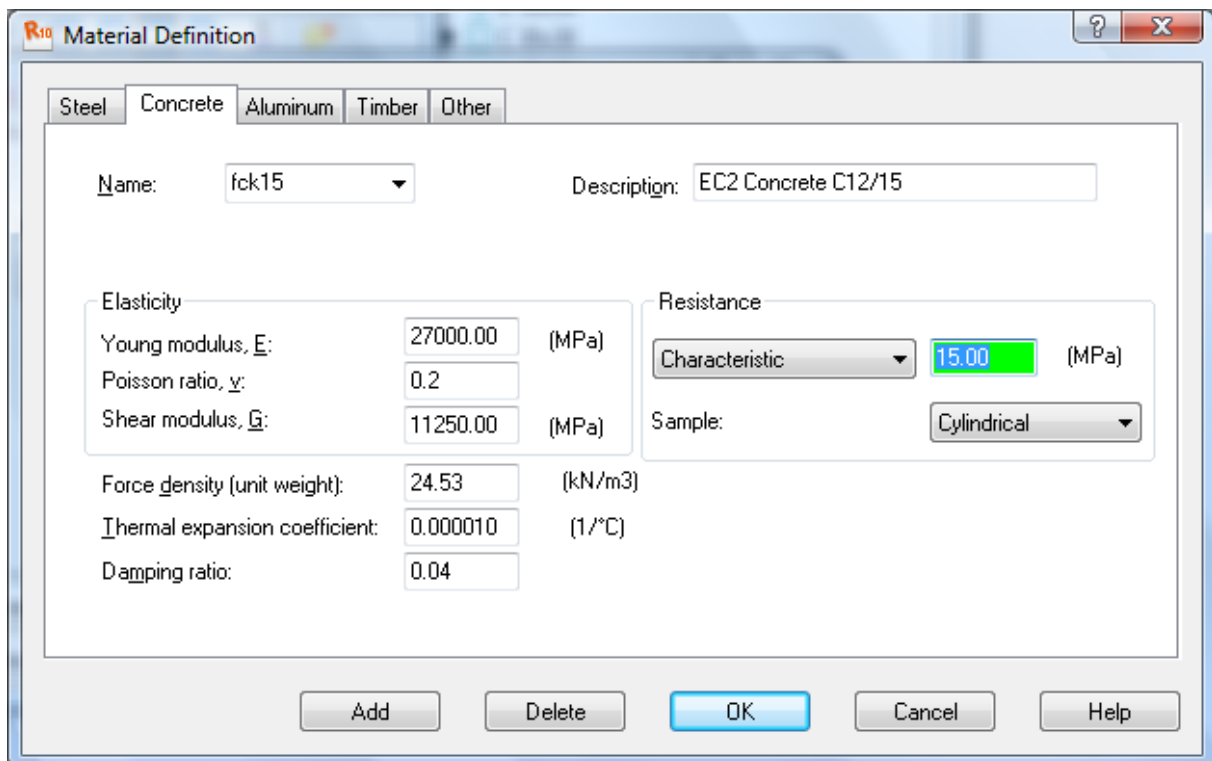 R10 Material Definition ? X
Steel Concrete Aluminum Timber Other
Name: fck15 Description: EC2 Concrete C12/15
Elasticity Resistance
Young modulus, E: 27000.00 (MPa) Characteristic 15.00 (MPa)
Poisson ratio, v: 0.2
Shear modulus, G: 11250.00 (MPa) Sample: Cylindrical
Force density (unit weight): 24.53 (kN/m3)
Thermal expansion coefficient: 0.000010 (1/°C)
Damping ratio: 0.04
Add Delete OK Cancel Help